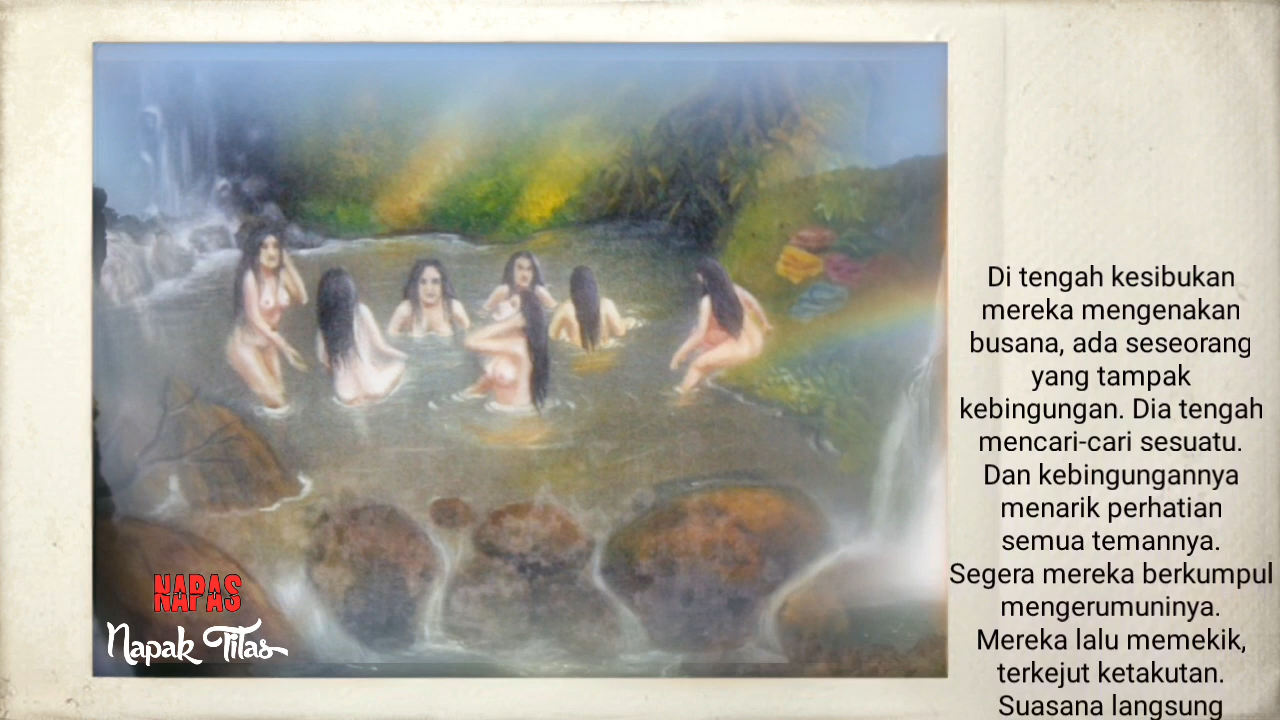 Di tengah kesibukan
mereka mengenakan
busana, ada seseorang
yang tampak
kebingungan. Dia tengah
mencari-cari sesuatu.
Dan kebingungannya
menarik perhatian
semua temannya.
Segera mereka berkumpul
mengerumuninya.
Mereka lalu memekik,
terkejut ketakutan.
Suasana langsung
NAPAS
Napak Tilas